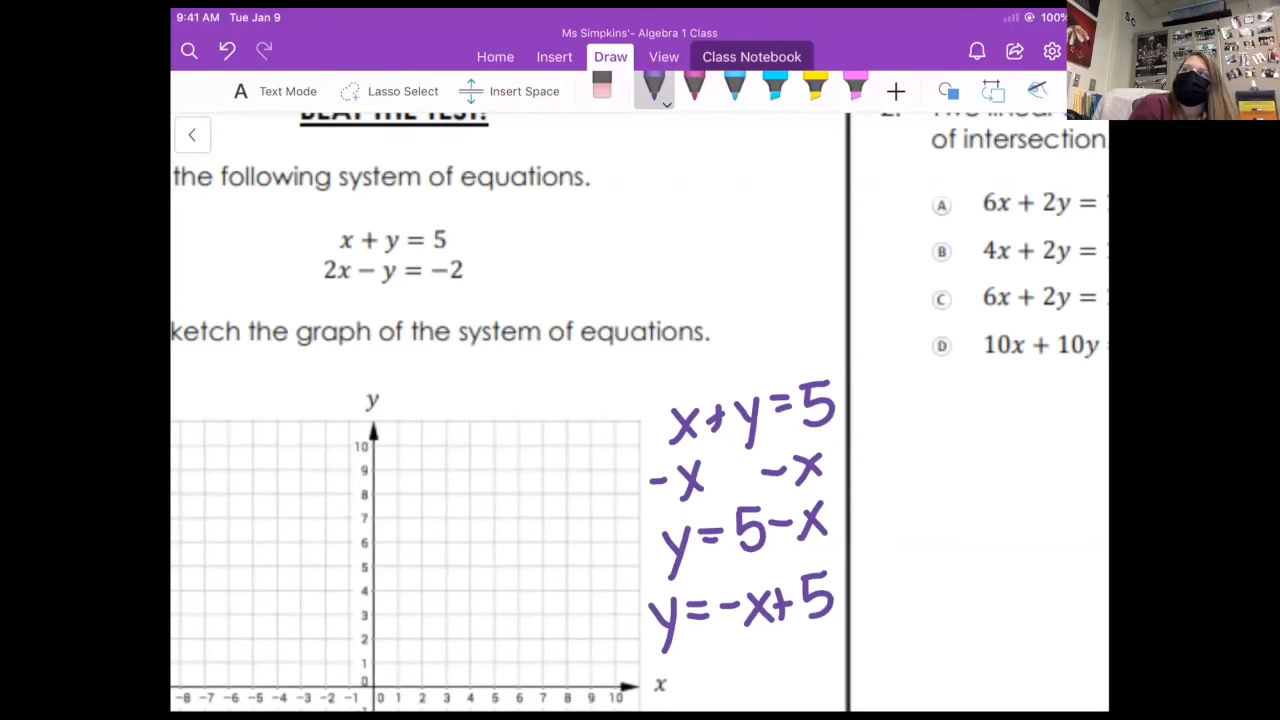 9:41 AM Tue Jan 9
100%
Ms Simpkins'- Algebra 1 Class
Home Insert Draw View Class Notebook
A Text Mode Lasso Select Insert Space
BEAT THE TEST!
the following system of equations.
x + y = 5
2x − y = −2
ketch the graph of the system of equations.
y
10
9
8
7
6
5
4
3
2
1
0
-8 -7 -6 -5 -4 -3 -2 -1 0 1 2 3 4 5 6 7 8 9 10
x
x+y=5
-x -x
y=5-x
y=-x+5
of intersection
A 6x + 2y =
B 4x + 2y =
C 6x + 2y =
D 10x + 10y
SC